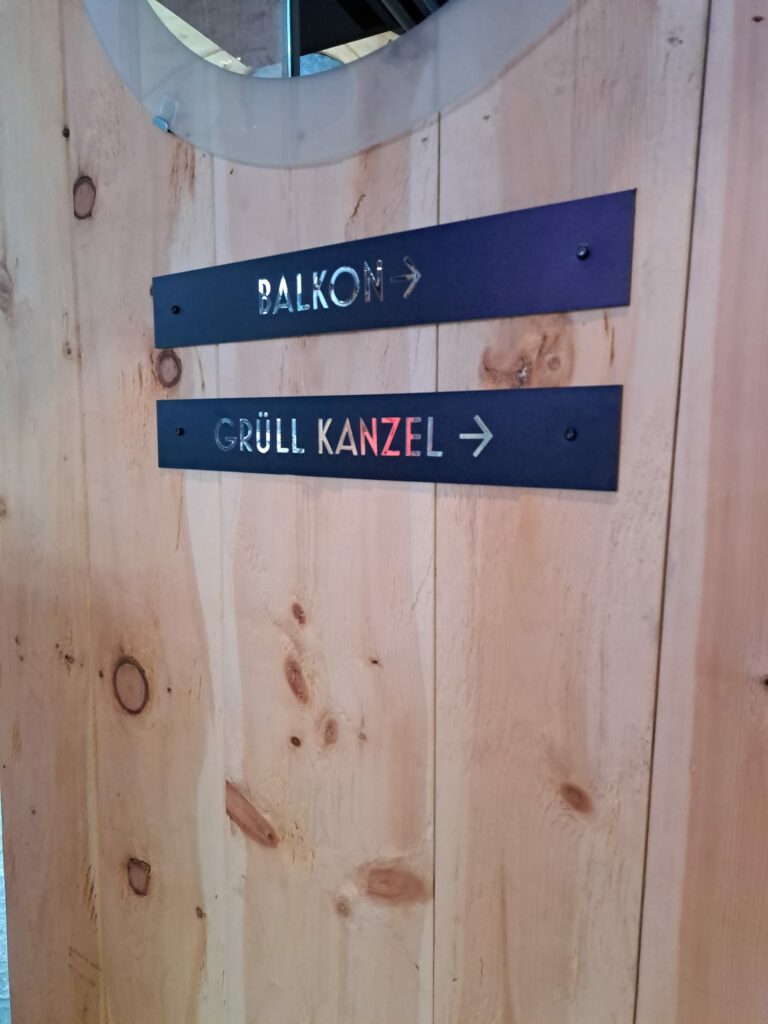 BALKON →
GRÜLL KANZEL →